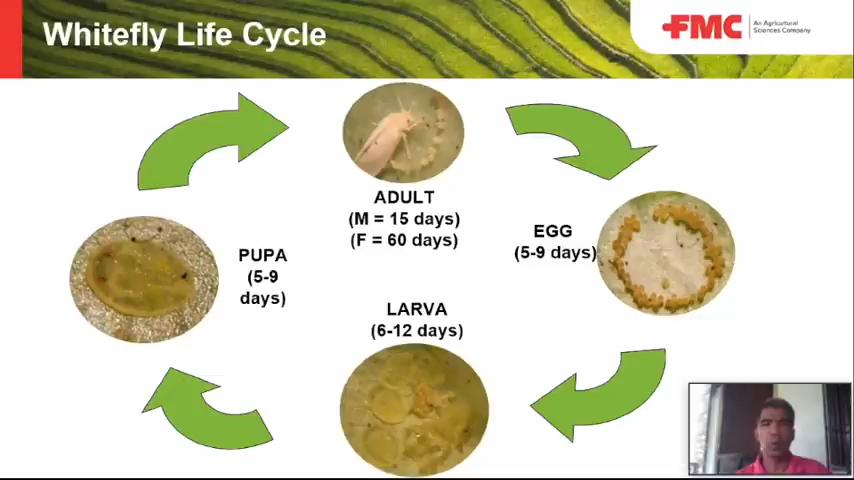 Whitefly Life Cycle
FMC
An Agricultural
Sciences Company
ADULT
(M = 15 days)
(F = 60 days)
EGG
(5-9 days)
LARVA
(6-12 days)
PUPA
(5-9
days)